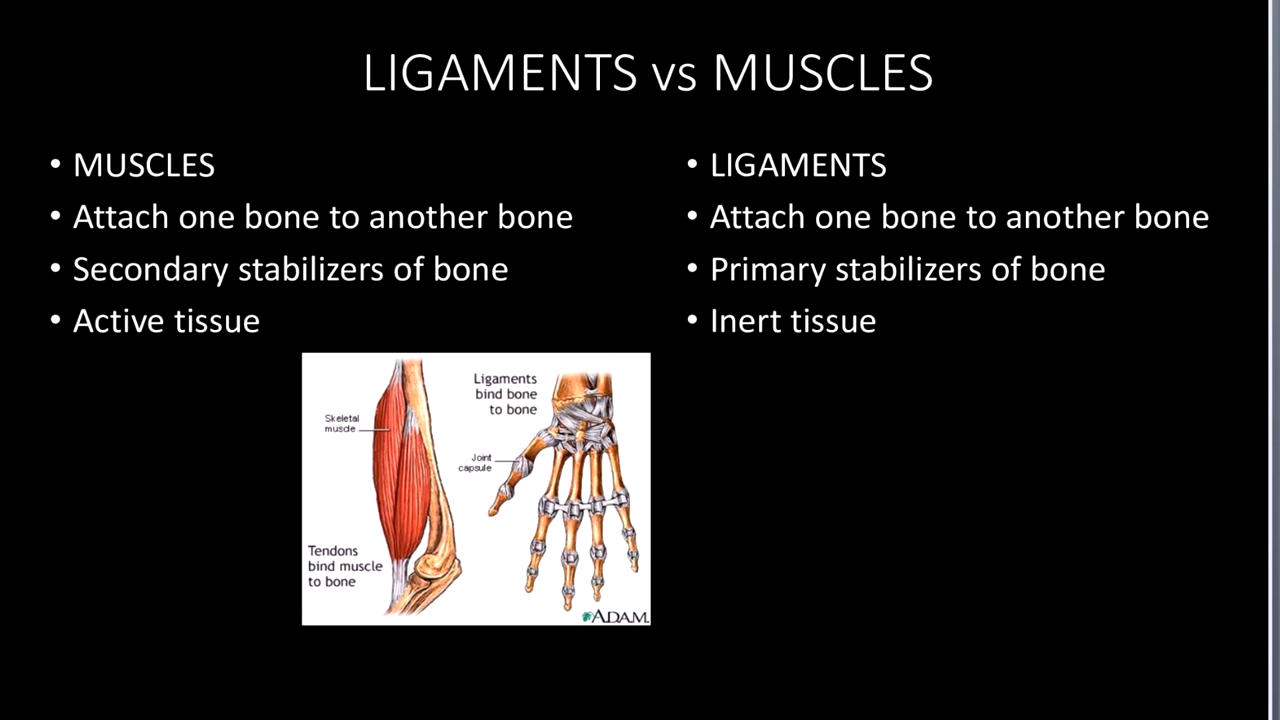 LIGAMENTS vs MUSCLES
• MUSCLES
• Attach one bone to another bone
• Secondary stabilizers of bone
• Active tissue
• LIGAMENTS
• Attach one bone to another bone
• Primary stabilizers of bone
• Inert tissue
Skeletal
muscle
Tendons
bind muscle
to bone
Ligaments
bind bone
to bone
Joint
capsule
ADAM.